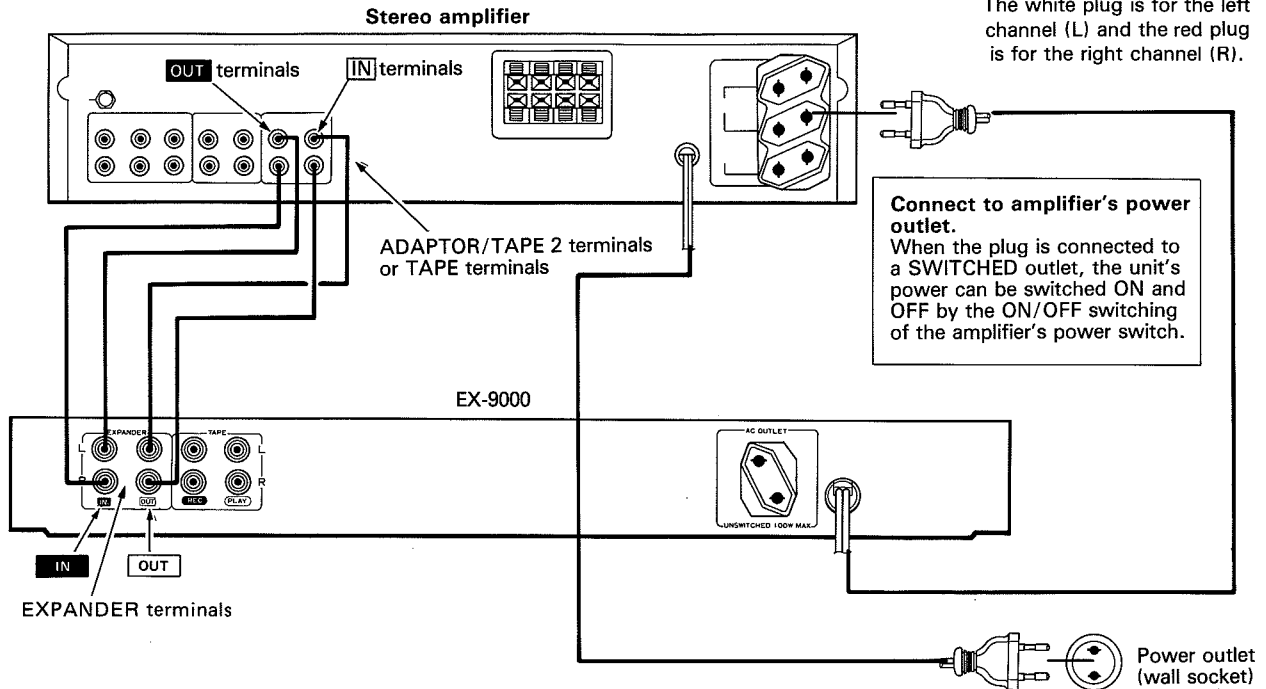 The white plug is for the left
channel (L) and the red plug
is for the right channel (R).
Stereo amplifier
OUT terminals
IN terminals
ADAPTOR/TAPE 2 terminals
or TAPE terminals
Connect to amplifier's power
outlet.
When the plug is connected to
a SWITCHED outlet, the unit's
power can be switched ON and
OFF by the ON/OFF switching
of the amplifier's power switch.
EX-9000
EXPANDER
TAPE
L
L
R
R
IN
OUT
REC
PLAY
AC OUTLET
UNSWITCHED 100W MAX.
IN
OUT
EXPANDER terminals
Power outlet
(wall socket)